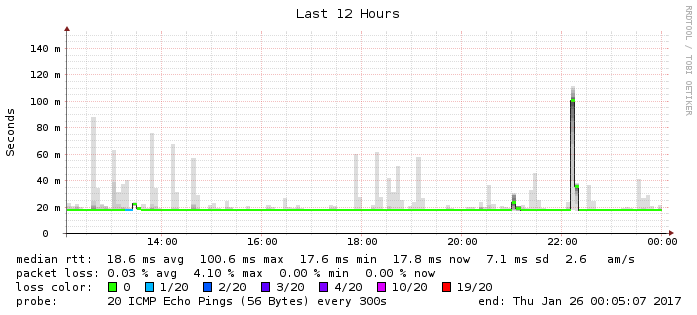 Last 12 Hours
RRDTOOL / TOBI OETIKER
Seconds
140 m
120 m
100 m
80 m
60 m
40 m
20 m
0
14:00 16:00 18:00 20:00 22:00 00:00
median rtt: 18.6 ms avg 100.6 ms max 17.6 ms min 17.8 ms now 7.1 ms sd 2.6 am/s
packet loss: 0.03 % avg 4.10 % max 0.00 % min 0.00 % now
loss color: 0 1/20 2/20 3/20 4/20 10/20 19/20
probe: 20 ICMP Echo Pings (56 Bytes) every 300s end: Thu Jan 26 00:05:07 2017